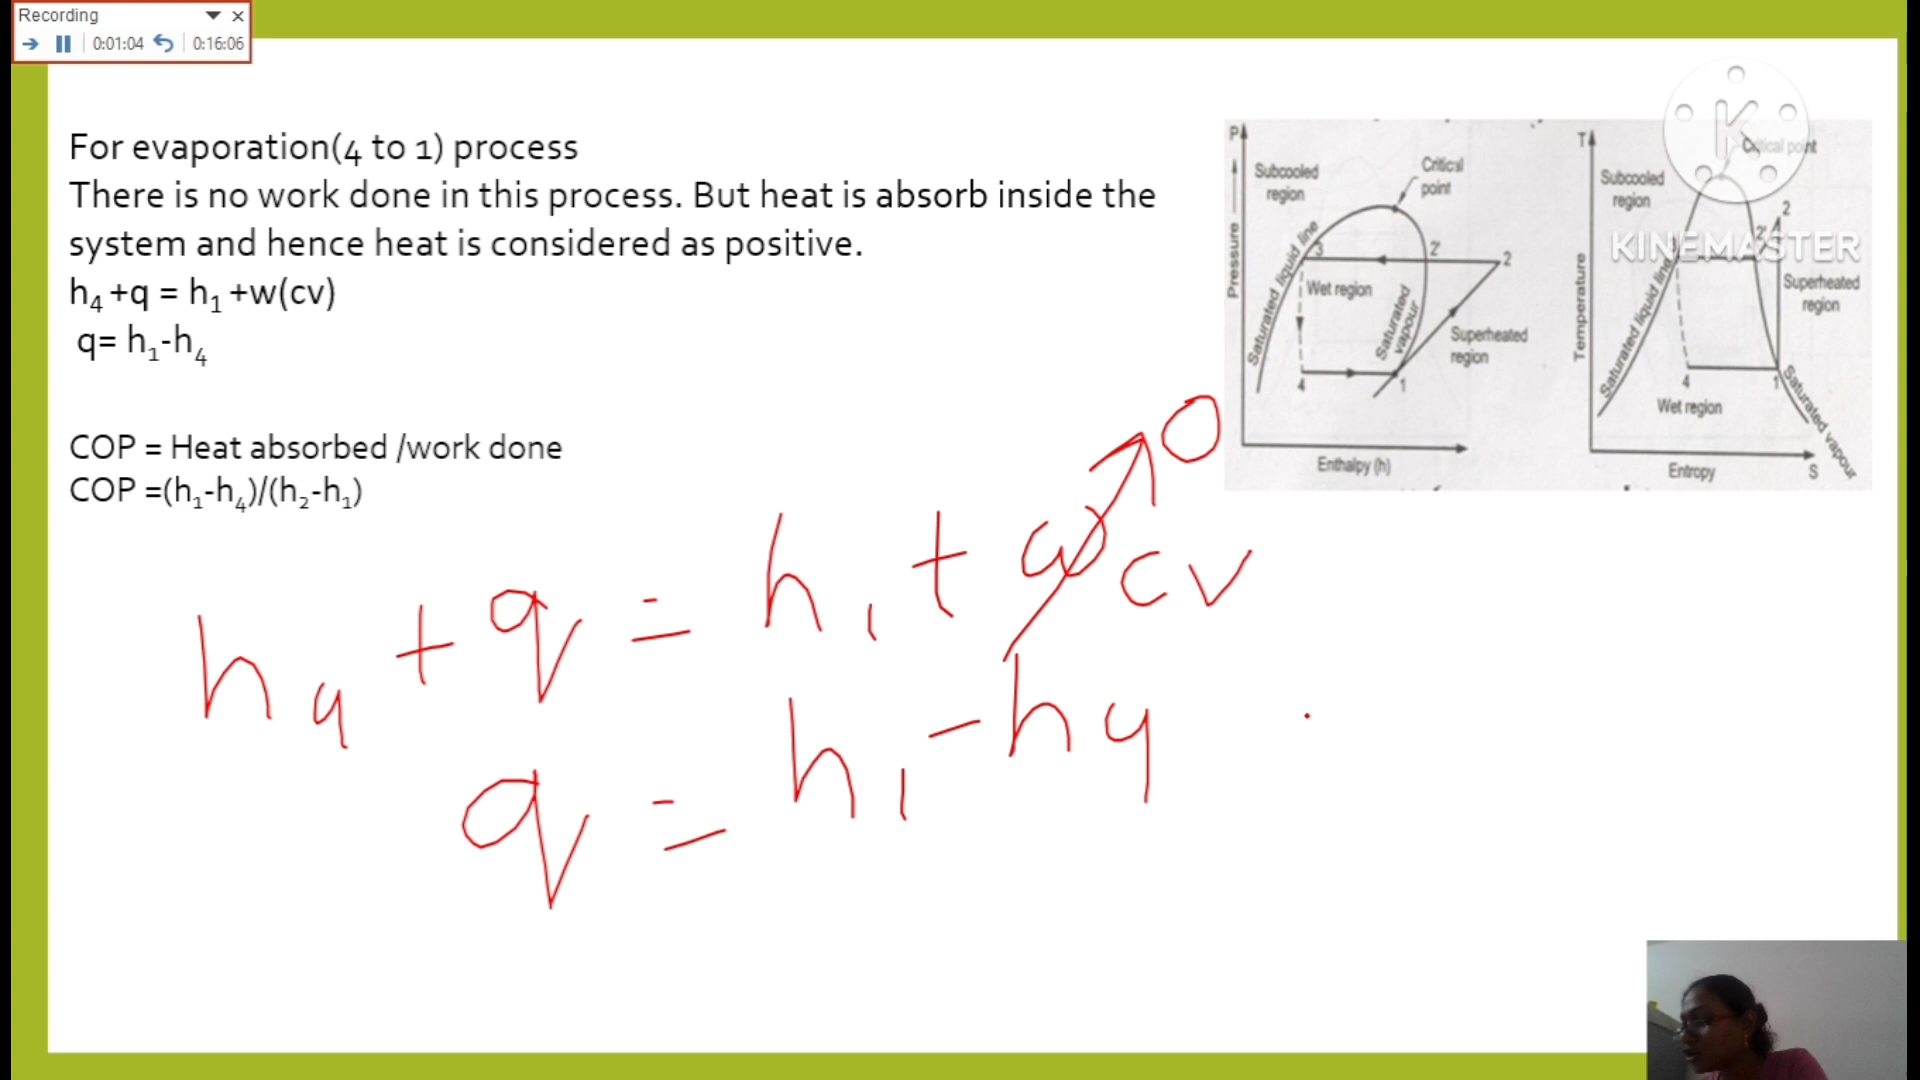 Recording
0:01:04 0:16:06
For evaporation(4 to 1) process
There is no work done in this process. But heat is absorb inside the
system and hence heat is considered as positive.
h₄ +q = h₁ +w(cv)
q= h₁-h₄
COP = Heat absorbed /work done
COP =(h₁-h₄)/(h₂-h₁)
P
Subcooled
region
Critical
point
Pressure
Saturated liquid line
3
2'
2
Wet region
Saturated
vapour
Superheated
region
4
1
Enthalpy (h)
T
Critical point
Subcooled
region
2
2'
KINEMASTER
Temperature
Saturated liquid line
Superheated
region
4
1
Wet region
Saturated vapour
Entropy
S
h₄ + q = h₁ + ω cv
0
q = h₁ - h₄